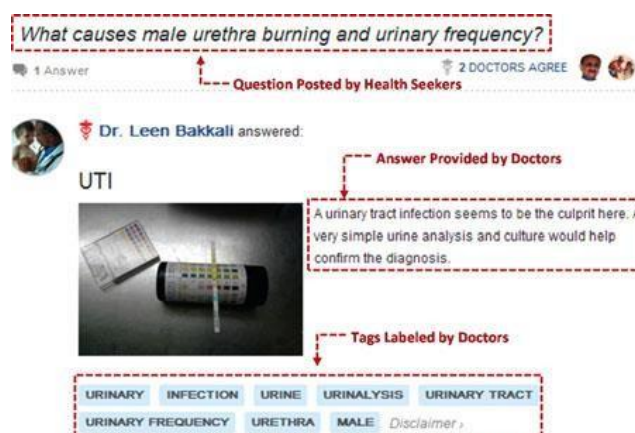 What causes male urethra burning and urinary frequency?
1 Answer
2 DOCTORS AGREE
Question Posted by Health Seekers
Dr. Leen Bakkali answered:
Answer Provided by Doctors
UTI
A urinary tract infection seems to be the culprit here. A
very simple urine analysis and culture would help
confirm the diagnosis.
Tags Labeled by Doctors
URINARY INFECTION URINE URINALYSIS URINARY TRACT
URINARY FREQUENCY URETHRA MALE Disclaimer ›